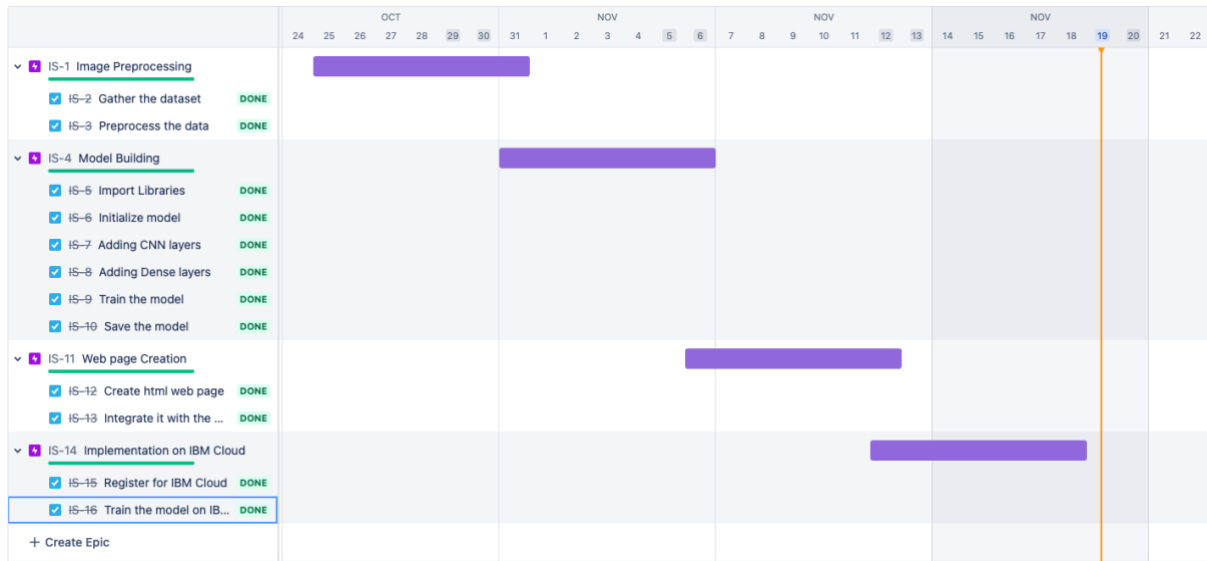 OCT NOV NOV NOV
24 25 26 27 28 29 30 31 1 2 3 4 5 6 7 8 9 10 11 12 13 14 15 16 17 18 19 20 21 22
IS-1 Image Preprocessing
IS-2 Gather the dataset DONE
IS-3 Preprocess the data DONE
IS-4 Model Building
IS-5 Import Libraries DONE
IS-6 Initialize model DONE
IS-7 Adding CNN layers DONE
IS-8 Adding Dense layers DONE
IS-9 Train the model DONE
IS-10 Save the model DONE
IS-11 Web page Creation
IS-12 Create html web page DONE
IS-13 Integrate it with the ... DONE
IS-14 Implementation on IBM Cloud
IS-15 Register for IBM Cloud DONE
IS-16 Train the model on IB... DONE
+ Create Epic